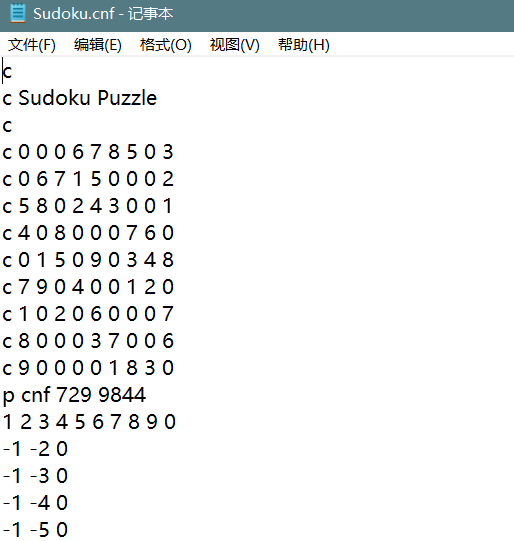 Sudoku.cnf - 记事本
文件(F) 编辑(E) 格式(O) 视图(V) 帮助(H)
c
c Sudoku Puzzle
c
c 0 0 0 6 7 8 5 0 3
c 0 6 7 1 5 0 0 0 2
c 5 8 0 2 4 3 0 0 1
c 4 0 8 0 0 0 7 6 0
c 0 1 5 0 9 0 3 4 8
c 7 9 0 4 0 0 1 2 0
c 1 0 2 0 6 0 0 0 7
c 8 0 0 0 3 7 0 0 6
c 9 0 0 0 0 1 8 3 0
p cnf 729 9844
1 2 3 4 5 6 7 8 9 0
-1 -2 0
-1 -3 0
-1 -4 0
-1 -5 0